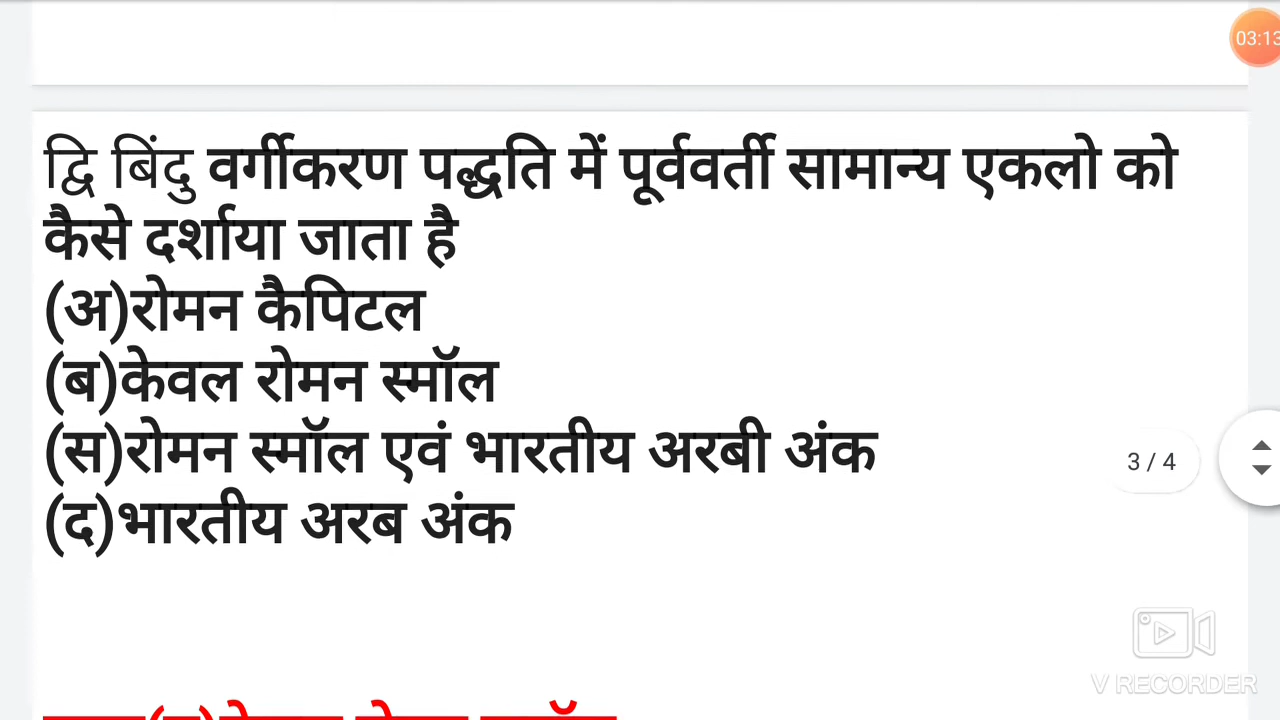 03:13
द्वि बिंदु वर्गीकरण पद्धति में पूर्ववर्ती सामान्य एकलो को
कैसे दर्शाया जाता है
(अ)रोमन कैपिटल
(ब)केवल रोमन स्मॉल
(स)रोमन स्मॉल एवं भारतीय अरबी अंक
3 / 4
(द)भारतीय अरब अंक
V RECORDER